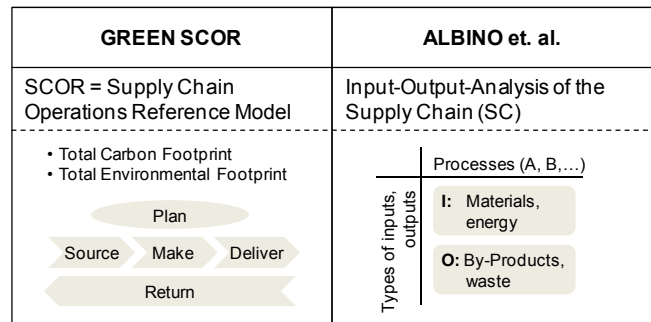 GREEN SCOR
SCOR = Supply Chain
Operations Reference Model
• Total Carbon Footprint
• Total Environmental Footprint
Plan
Source Make Deliver
Return
ALBINO et. al.
Input-Output-Analysis of the
Supply Chain (SC)
Processes (A, B,…)
Types of inputs,
outputs
I: Materials,
energy
O: By-Products,
waste